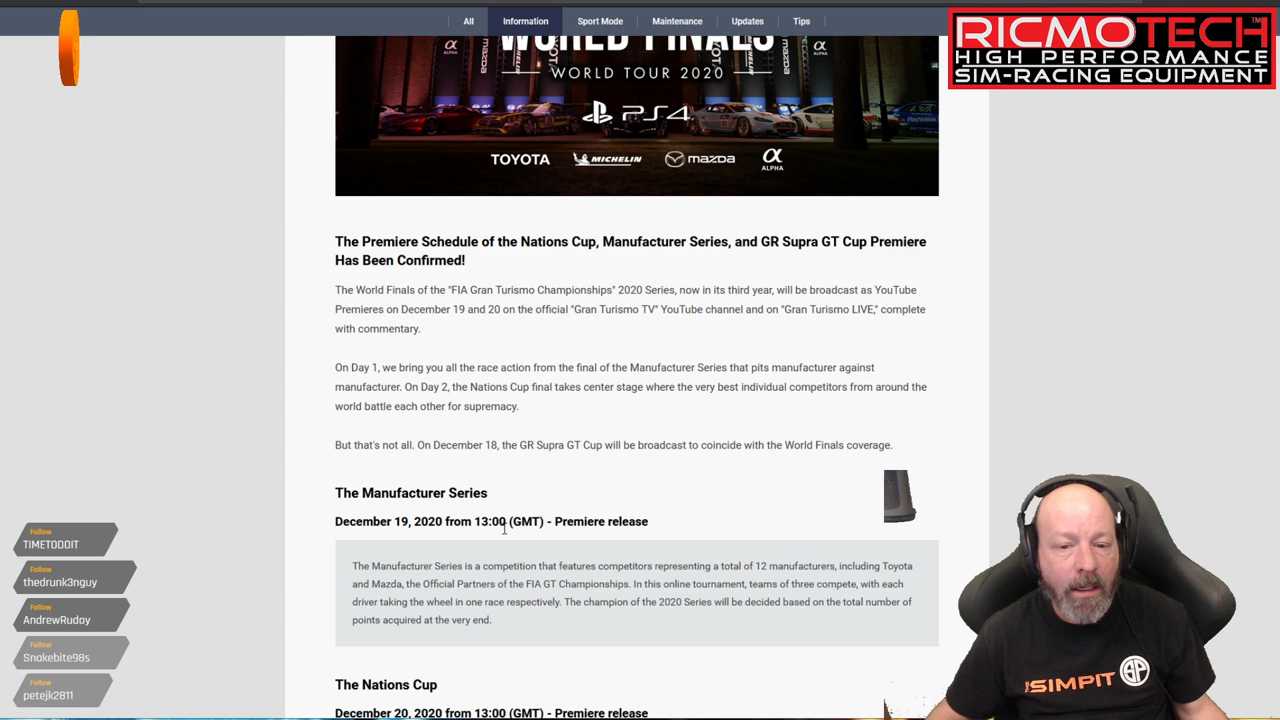 All
Information
Sport Mode
Maintenance
Updates
Tips
RICMOTECH™
HIGH PERFORMANCE
SIM-RACING EQUIPMENT
WORLD FINALS
WORLD TOUR 2020
PS4
TOYOTA
MICHELIN
mazda
ALPHA
The Premiere Schedule of the Nations Cup, Manufacturer Series, and GR Supra GT Cup Premiere
Has Been Confirmed!
The World Finals of the "FIA Gran Turismo Championships" 2020 Series, now in its third year, will be broadcast as YouTube
Premieres on December 19 and 20 on the official "Gran Turismo TV" YouTube channel and on "Gran Turismo LIVE," complete
with commentary.
On Day 1, we bring you all the race action from the final of the Manufacturer Series that pits manufacturer against
manufacturer. On Day 2, the Nations Cup final takes center stage where the very best individual competitors from around the
world battle each other for supremacy.
But that's not all. On December 18, the GR Supra GT Cup will be broadcast to coincide with the World Finals coverage.
The Manufacturer Series
December 19, 2020 from 13:00 (GMT) - Premiere release
The Manufacturer Series is a competition that features competitors representing a total of 12 manufacturers, including Toyota
and Mazda, the Official Partners of the FIA GT Championships. In this online tournament, teams of three compete, with each
driver taking the wheel in one race respectively. The champion of the 2020 Series will be decided based on the total number of
points acquired at the very end.
The Nations Cup
December 20, 2020 from 13:00 (GMT) - Premiere release
Follow
TIMETODOIT
Follow
thedrunk3nguy
Follow
AndrewRudoy
Follow
Snakebite98s
Follow
petejk2811
SIMPIT